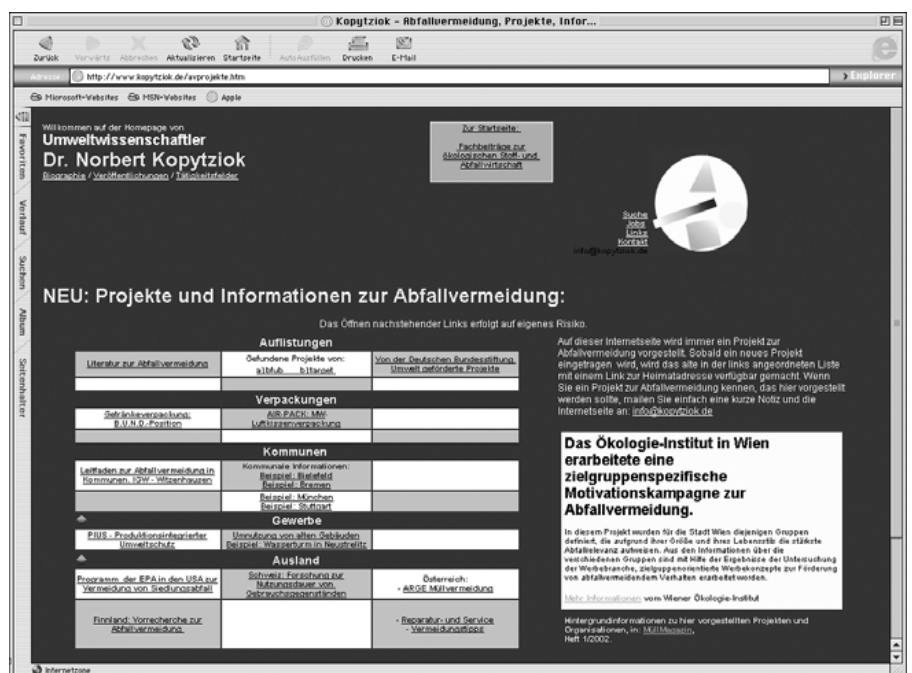 Kopytziok - Abfallvermeidung, Projekte, Infor...
Zurück Vorwärts Abbrechen Aktualisieren Startseite AutoAusfüllen Drucken E-Mail
Adresse http://www.kopytziok.de/avprojekte.htm Explorer
Microsoft-Websites MSN-Websites Apple
Favoriten
Verlauf
Suchen
Album
Seitenhalter
Willkommen auf der Homepage von
Umweltwissenschaftler
Dr. Norbert Kopytziok
Biographie / Veröffentlichungen / Tätigkeitsfelder
Zur Startseite:
Fachbeiträge zur
ökologischen Stoff- und
Abfallwirtschaft
Suche
Jobs
Links
Kontakt
info@kopytziok.de
NEU: Projekte und Informationen zur Abfallvermeidung:
Das Öffnen nachstehender Links erfolgt auf eigenes Risiko.
Auflistungen
Literatur zur Abfallvermeidung
Gefundene Projekte von:
Von der Deutschen Bundesstiftung
Umwelt geförderte Projekte
Verpackungen
Getränkeverpackung:
B.U.N.D.-Position
AIR-PACK: MW-
Luftkissenverpackung
Kommunen
Leitfaden zur Abfallvermeidung in
Kommunen. IGW - Witzenhausen
Kommunale Informationen:
Beispiel: Bielefeld
Beispiel: Bremen
Beispiel: München
Beispiel: Stuttgart
Gewerbe
PIUS - Produktionsintegrierter
Umweltschutz
Umnutzung von alten Gebäuden
Beispiel: Wasserturm in Neustrelitz
Ausland
Programm der EPA in den USA zur
Vermeidung von Siedlungsabfall
Schweiz: Forschung zur
Nutzungsdauer von
Gebrauchsgegenständen
Österreich:
- ARGE Müllvermeidung
Finnland: Vorrecherche zur
Abfallvermeidung
- Reparatur- und Service
- Vermeidungstipps
Auf dieser Internetseite wird immer ein Projekt zur
Abfallvermeidung vorgestellt. Sobald ein neues Projekt
eingetragen wird, wird das alte in der links angeordneten Liste
mit einem Link zur Heimatadresse verfügbar gemacht. Wenn
Sie ein Projekt zur Abfallvermeidung kennen, das hier vorgestellt
werden sollte, mailen Sie einfach eine kurze Notiz und die
Internetseite an: info@kopytziok.de
Das Ökologie-Institut in Wien
erarbeitete eine
zielgruppenspezifische
Motivationskampagne zur
Abfallvermeidung.
In diesem Projekt wurden für die Stadt Wien diejenigen Gruppen
definiert, die aufgrund ihrer Größe und ihres Lebensstils die stärkste
Abfallrelevanz aufweisen. Aus den Informationen über die
verschiedenen Gruppen sind mit Hilfe der Ergebnisse der Untersuchung
der Werbebranche, zielgruppenorientierte Werbekonzepte zur Förderung
von abfallvermeidendem Verhalten erarbeitet worden.
Mehr Informationen vom Wiener Ökologie-Institut
Hintergrundinformationen zu hier vorgestellten Projekten und
Organisationen, in: MüllMagazin,
Heft 1/2002.
Internetzone